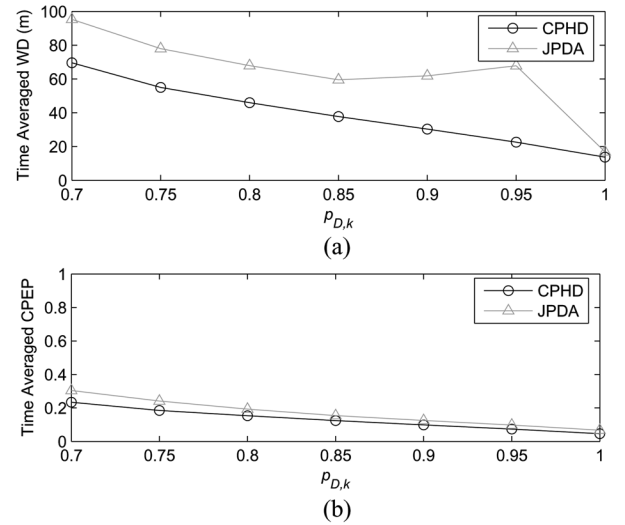 100
80
60
40
20
0
Time Averaged WD (m)
CPHD
JPDA
0.7 0.75 0.8 0.85 0.9 0.95 1
p_{D,k}
(a)
1
0.8
0.6
0.4
0.2
0
Time Averaged CPEP
CPHD
JPDA
0.7 0.75 0.8 0.85 0.9 0.95 1
p_{D,k}
(b)